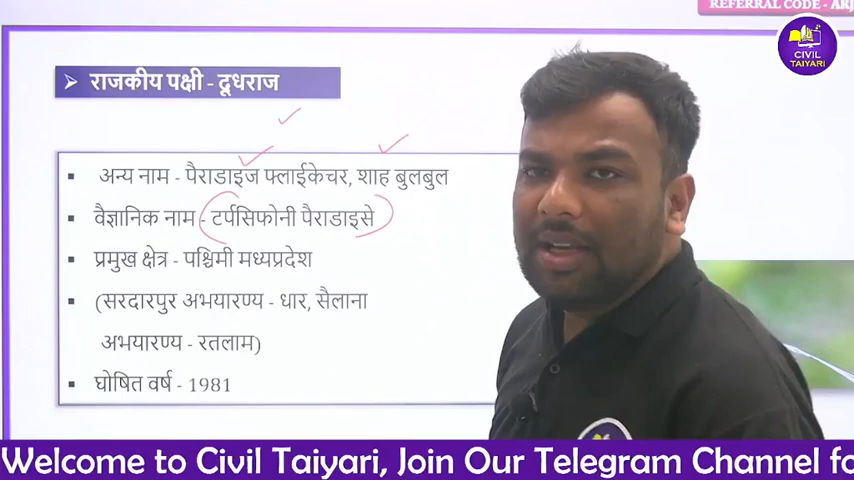 REFERRAL CODE - ARJ
CIVIL
TAIYARI
➤ राजकीय पक्षी - दूधराज
▪ अन्य नाम - पैराडाइज फ्लाईकेचर, शाह बुलबुल
▪ वैज्ञानिक नाम - टर्पसिफोनी पैराडाइसे
▪ प्रमुख क्षेत्र - पश्चिमी मध्यप्रदेश
▪ (सरदारपुर अभयारण्य - धार, सैलाना
अभयारण्य - रतलाम)
▪ घोषित वर्ष - 1981
Welcome to Civil Taiyari, Join Our Telegram Channel fo